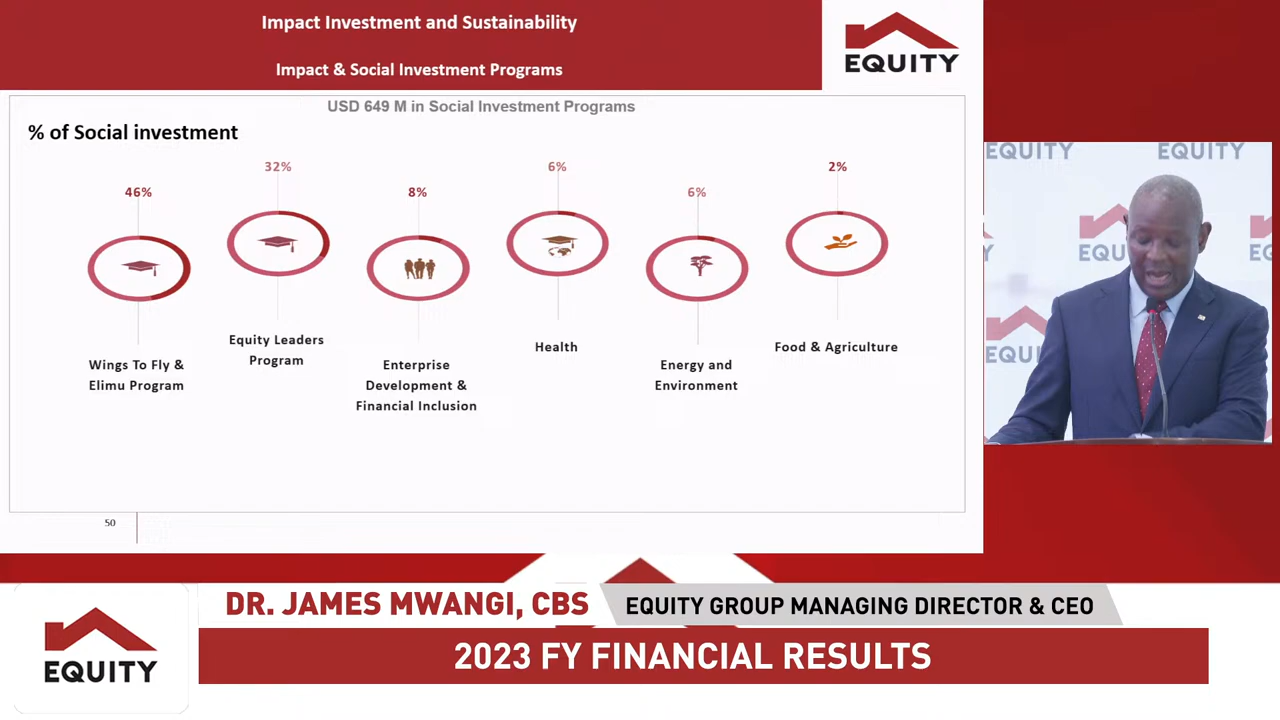 Impact Investment and Sustainability
Impact & Social Investment Programs
EQUITY
USD 649 M in Social Investment Programs
% of Social investment
46%
32%
8%
6%
6%
2%
Wings To Fly &
Elimu Program
Equity Leaders
Program
Enterprise
Development &
Financial Inclusion
Health
Energy and
Environment
Food & Agriculture
50
EQUITY
EQUITY
EQU
EQUI
EQUITY
DR. JAMES MWANGI, CBS
EQUITY GROUP MANAGING DIRECTOR & CEO
2023 FY FINANCIAL RESULTS